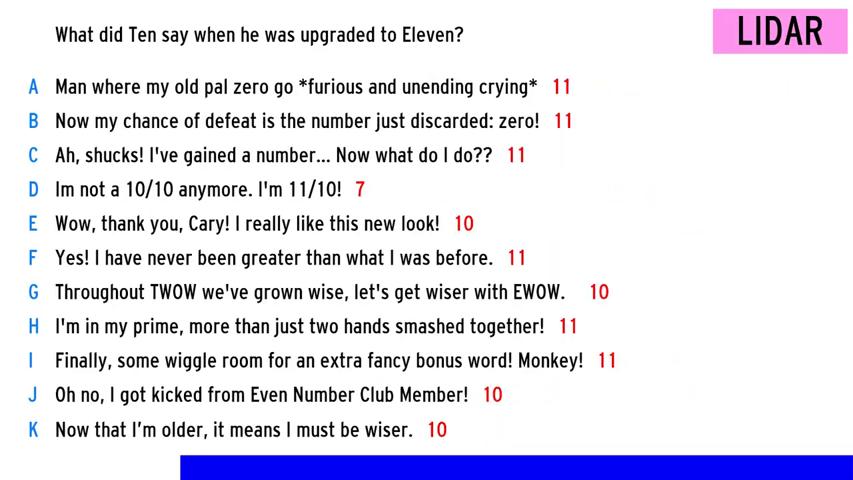 What did Ten say when he was upgraded to Eleven?
LIDAR
A Man where my old pal zero go *furious and unending crying* 11
B Now my chance of defeat is the number just discarded: zero! 11
C Ah, shucks! I've gained a number... Now what do I do?? 11
D Im not a 10/10 anymore. I'm 11/10! 7
E Wow, thank you, Cary! I really like this new look! 10
F Yes! I have never been greater than what I was before. 11
G Throughout TWOW we've grown wise, let's get wiser with EWOW. 10
H I'm in my prime, more than just two hands smashed together! 11
I Finally, some wiggle room for an extra fancy bonus word! Monkey! 11
J Oh no, I got kicked from Even Number Club Member! 10
K Now that I’m older, it means I must be wiser. 10